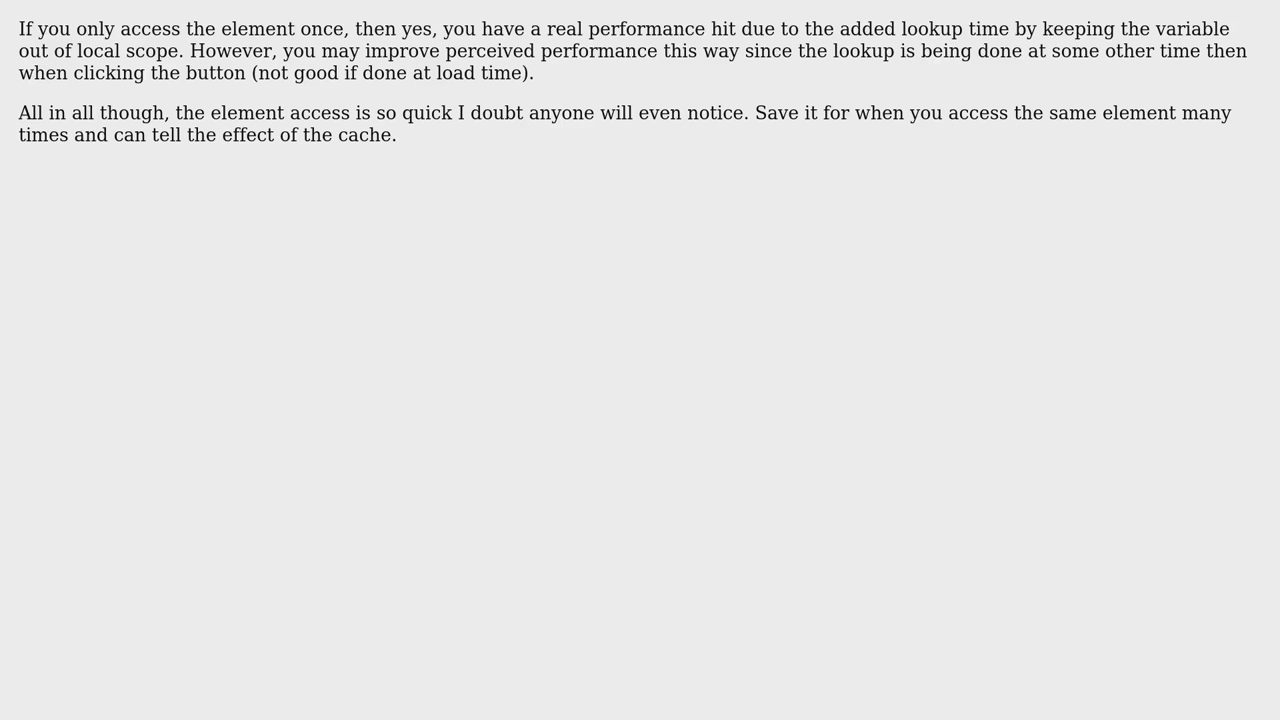 If you only access the element once, then yes, you have a real performance hit due to the added lookup time by keeping the variable
out of local scope. However, you may improve perceived performance this way since the lookup is being done at some other time then
when clicking the button (not good if done at load time).
All in all though, the element access is so quick I doubt anyone will even notice. Save it for when you access the same element many
times and can tell the effect of the cache.